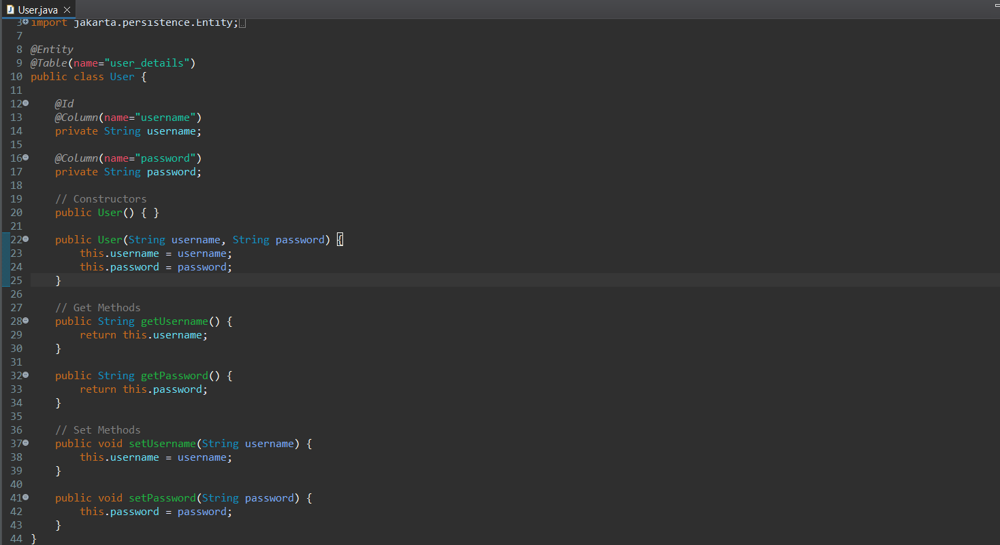 User.java
3 import jakarta.persistence.Entity;
7
8 @Entity
9 @Table(name="user_details")
10 public class User {
11
12     @Id
13     @Column(name="username")
14     private String username;
15
16     @Column(name="password")
17     private String password;
18
19     // Constructors
20     public User() { }
21
22     public User(String username, String password) {
23         this.username = username;
24         this.password = password;
25     }
26
27     // Get Methods
28     public String getUsername() {
29         return this.username;
30     }
31
32     public String getPassword() {
33         return this.password;
34     }
35
36     // Set Methods
37     public void setUsername(String username) {
38         this.username = username;
39     }
40
41     public void setPassword(String password) {
42         this.password = password;
43     }
44 }